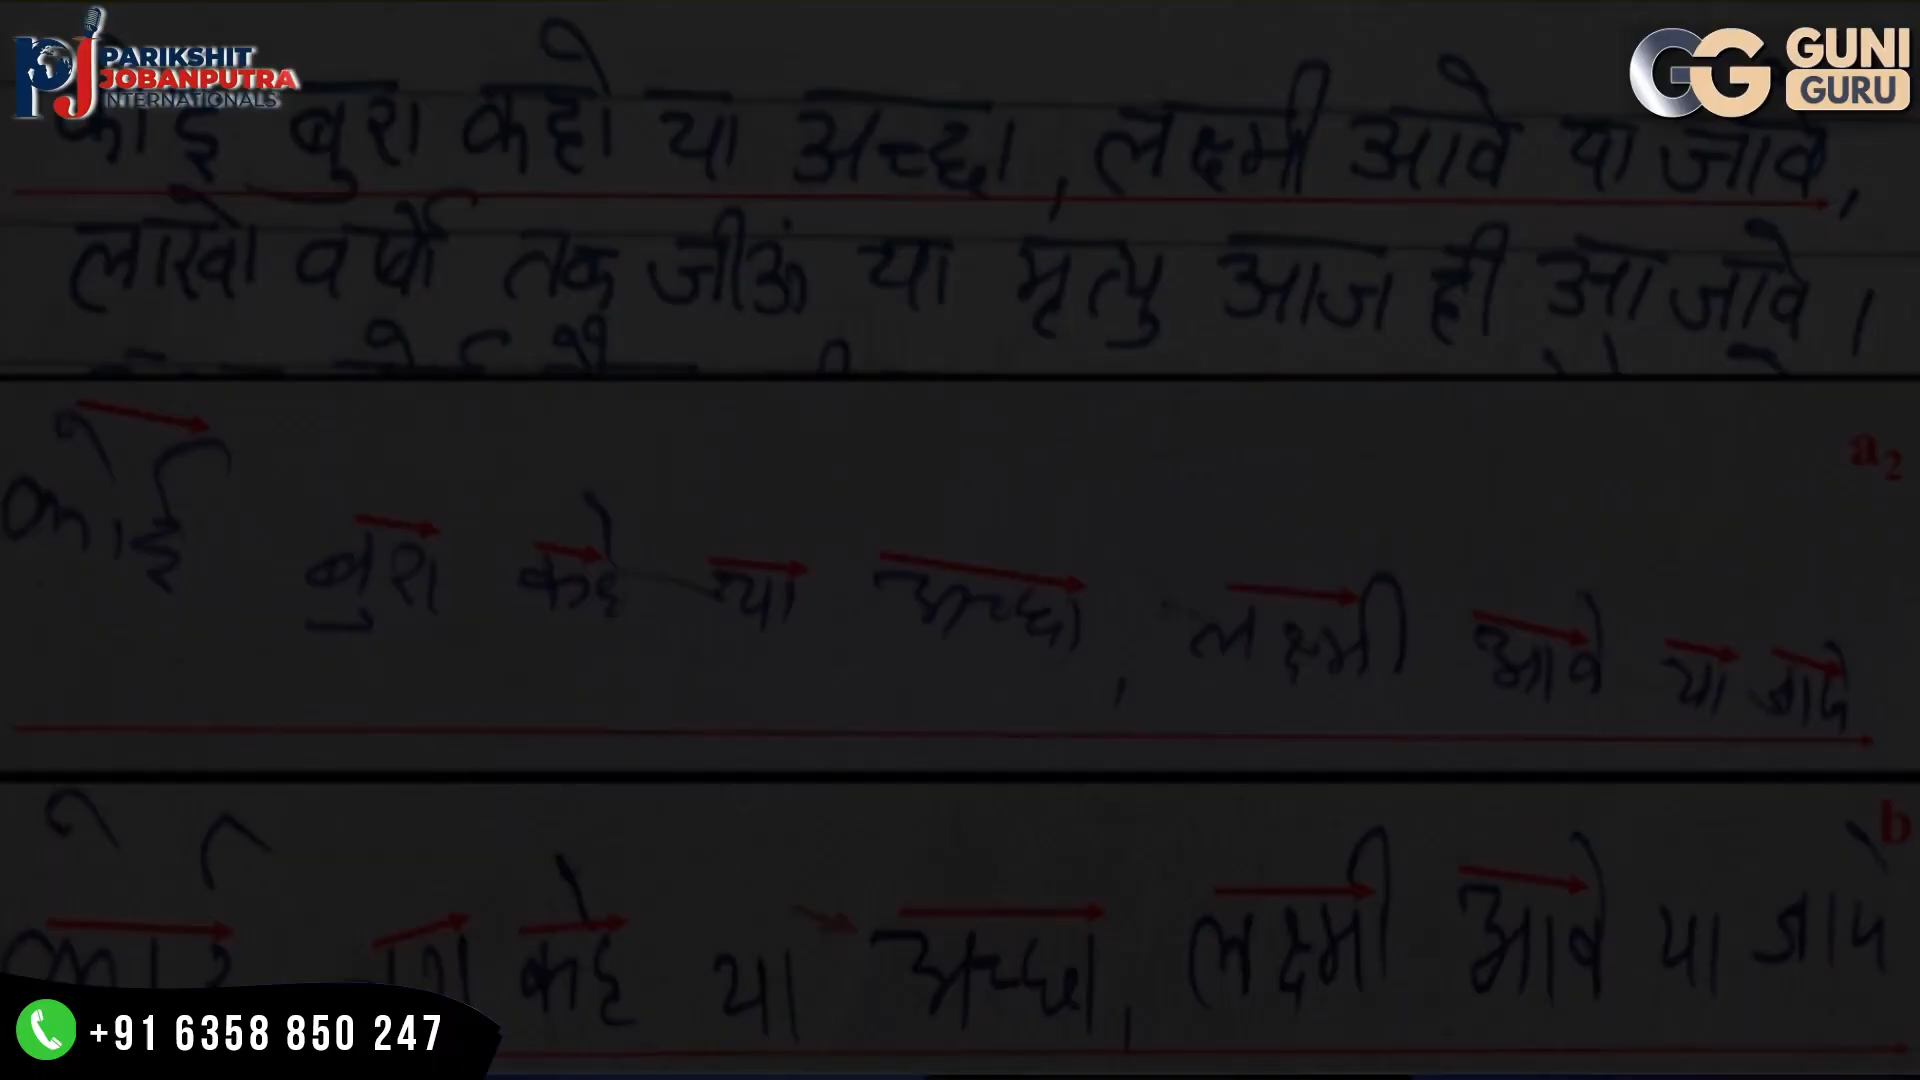 PARIKSHIT
JOBANPUTRA
INTERNATIONALS
GUNI
GURU
कोई बुरा कहो या अच्छा, लक्ष्मी आवे या जावे,
लाखो वर्षो तक जीऊं या मृत्यु आज ही आ जावे।
a2
कोई बुरा कहे या अच्छा, लक्ष्मी आवे या जावे
b
कहे या अच्छा, लक्ष्मी आवे या जावे
+91 6358 850 247